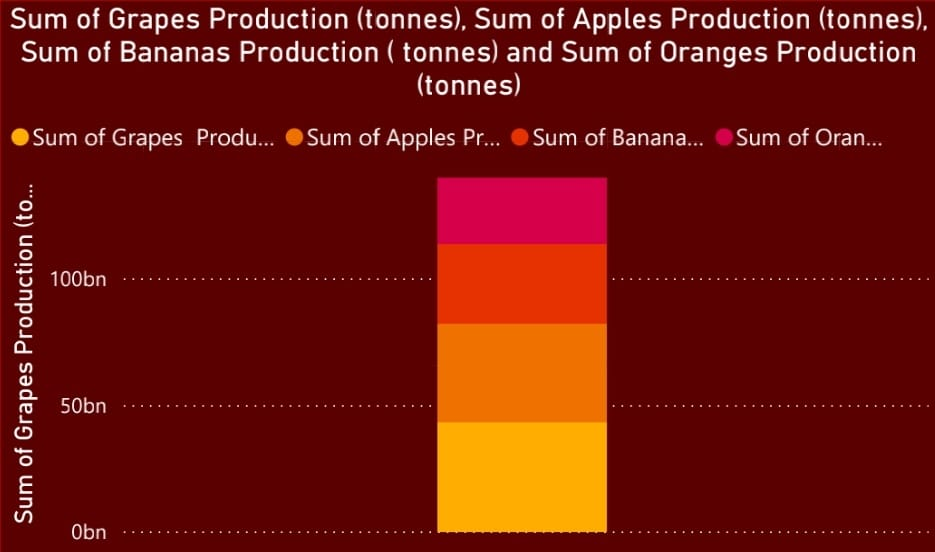 Sum of Grapes Production (tonnes), Sum of Apples Production (tonnes),
Sum of Bananas Production ( tonnes) and Sum of Oranges Production
(tonnes)
Sum of Grapes  Produ... Sum of Apples Pr... Sum of Banana... Sum of Oran...
Sum of Grapes Production (to...
100bn
50bn
0bn